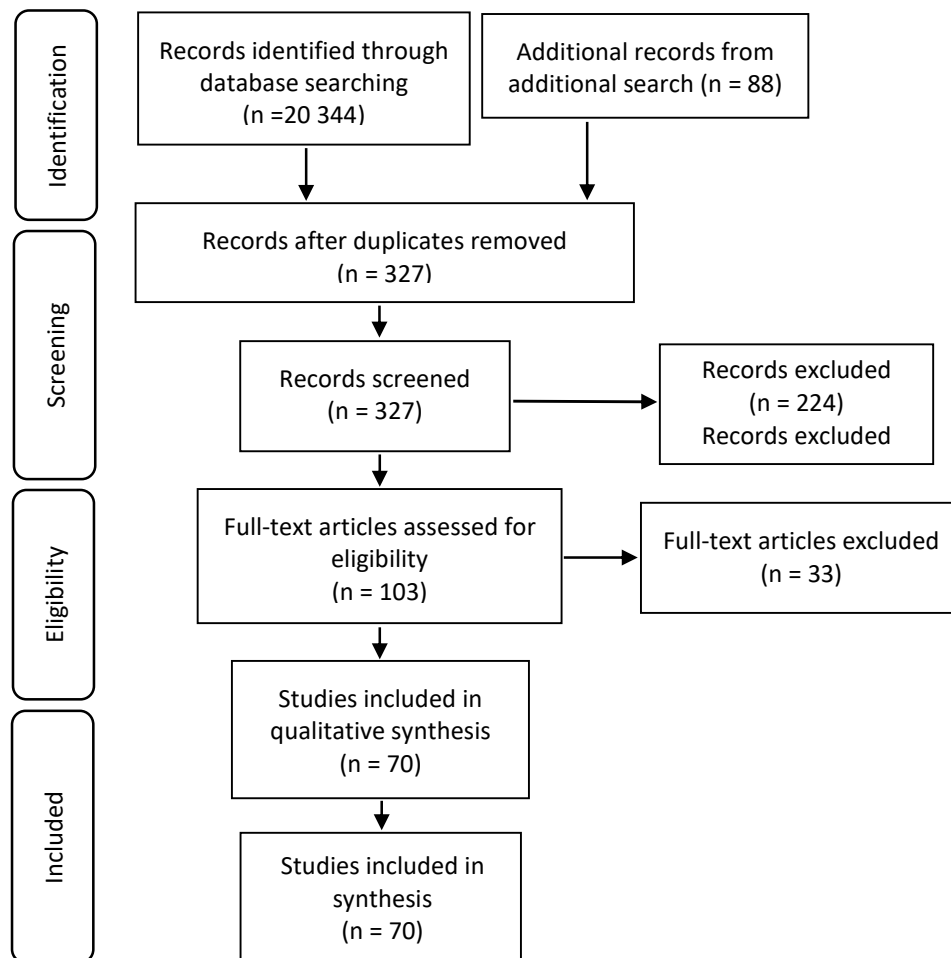 Identification
Records identified through
database searching
(n =20 344)
Additional records from
additional search (n = 88)
Records after duplicates removed
(n = 327)
Screening
Records screened
(n = 327)
Records excluded
(n = 224)
Records excluded
Eligibility
Full-text articles assessed for
eligibility
(n = 103)
Full-text articles excluded
(n = 33)
Studies included in
qualitative synthesis
(n = 70)
Included
Studies included in
synthesis
(n = 70)